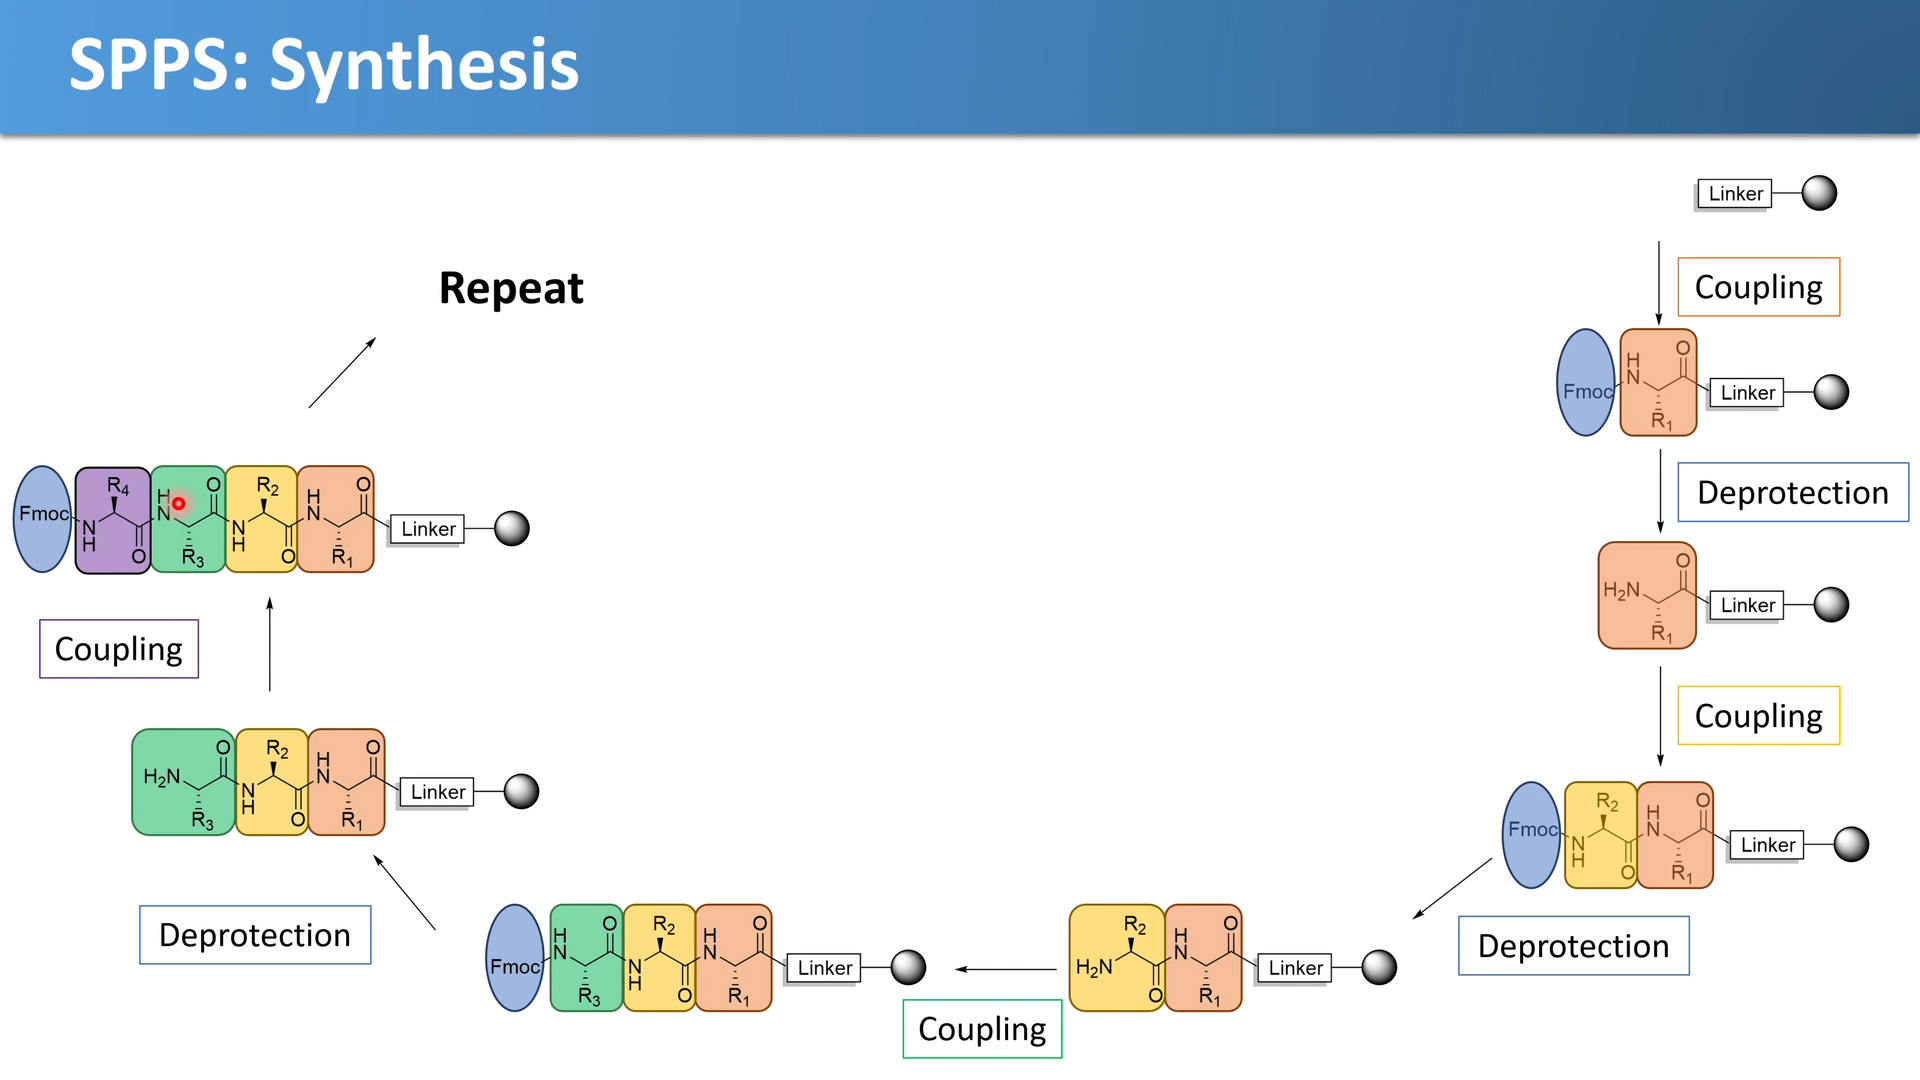 SPPS: Synthesis
Linker
Coupling
Fmoc H N O R1 Linker
Deprotection
H2N O R1 Linker
Coupling
Fmoc N H R2 O H N O R1 Linker
Deprotection
H2N R2 O H N O R1 Linker
Coupling
Fmoc H N R3 O N H R2 O H N O R1 Linker
Deprotection
H2N R3 O N H R2 O H N O R1 Linker
Coupling
Fmoc N H R4 O H N R3 O N H R2 O H N O R1 Linker
Repeat